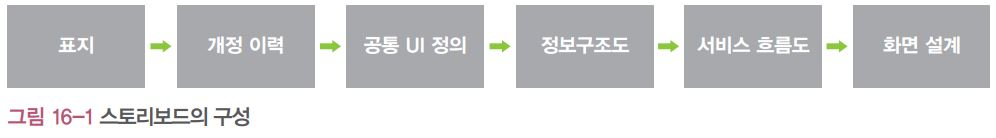 표지 개정 이력 공통 UI 정의 정보구조도 서비스 흐름도 화면 설계
그림 16-1 스토리보드의 구성